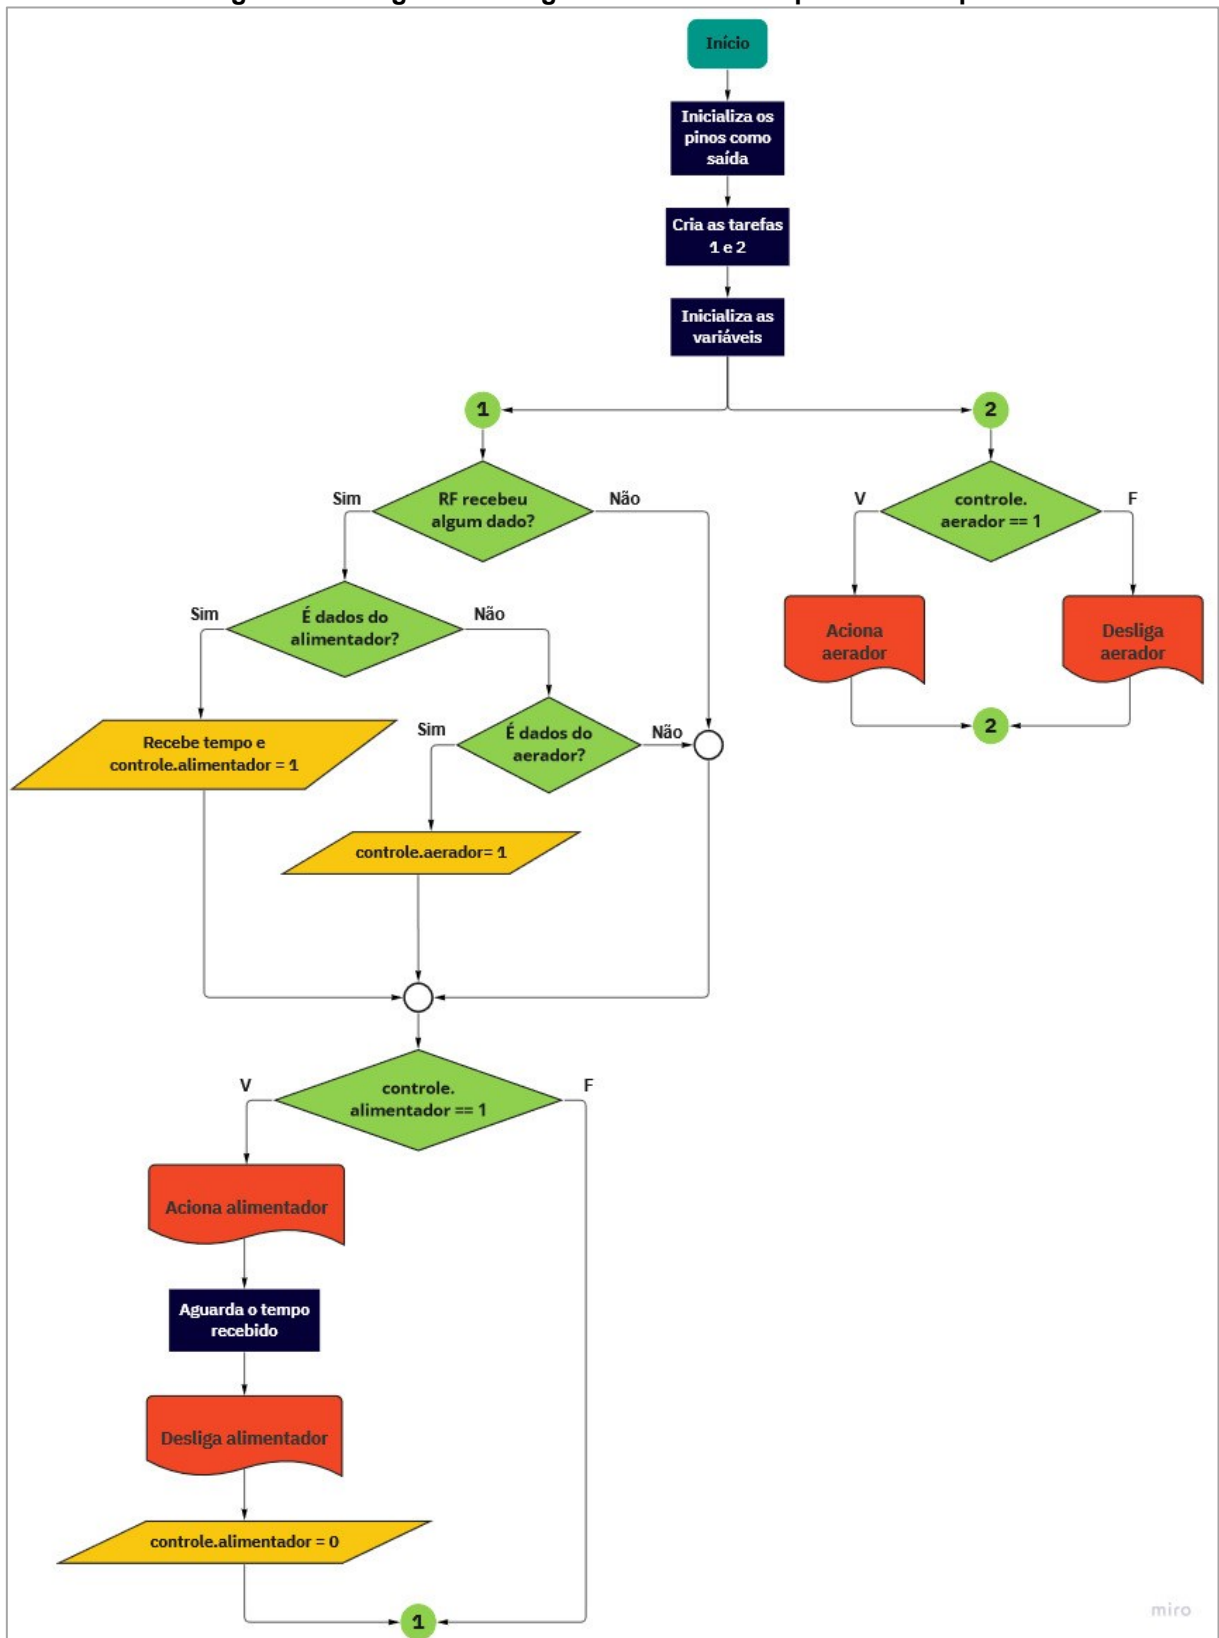 Início
Inicializa os
pinos como
saída
Cria as tarefas
1 e 2
Inicializa as
variáveis
1
2
RF recebeu
algum dado?
Sim
Não
controle.
aerador == 1
V
F
É dados do
alimentador?
Sim
Não
Aciona
aerador
Desliga
aerador
2
Recebe tempo e
controle.alimentador = 1
É dados do
aerador?
Sim
Não
controle.aerador= 1
controle.
alimentador == 1
V
F
Aciona alimentador
Aguarda o tempo
recebido
Desliga alimentador
controle.alimentador = 0
1
miro